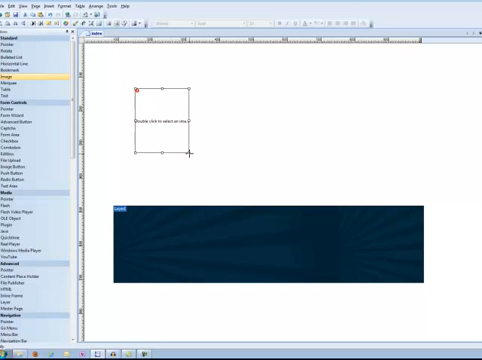 File Edit View Page Insert Format Table Arrange Tools Help
index
Standard
Pointer
Rotate
Bulleted List
Horizontal Line
Bookmark
Image
Marquee
Table
Text
Form Controls
Pointer
Form Wizard
Advanced Button
Captcha
Form Area
Checkbox
Combobox
Editbox
File Upload
Image Button
Push Button
Radio Button
Text Area
Media
Pointer
Flash
Flash Video Player
OLE Object
Plugin
Java
QuickTime
Real Player
Windows Media Player
YouTube
Advanced
Pointer
Content Place Holder
File Publisher
HTML
Inline Frame
Layer
Master Page
Navigation
Pointer
Go Menu
Menu Bar
Double click to select an ima